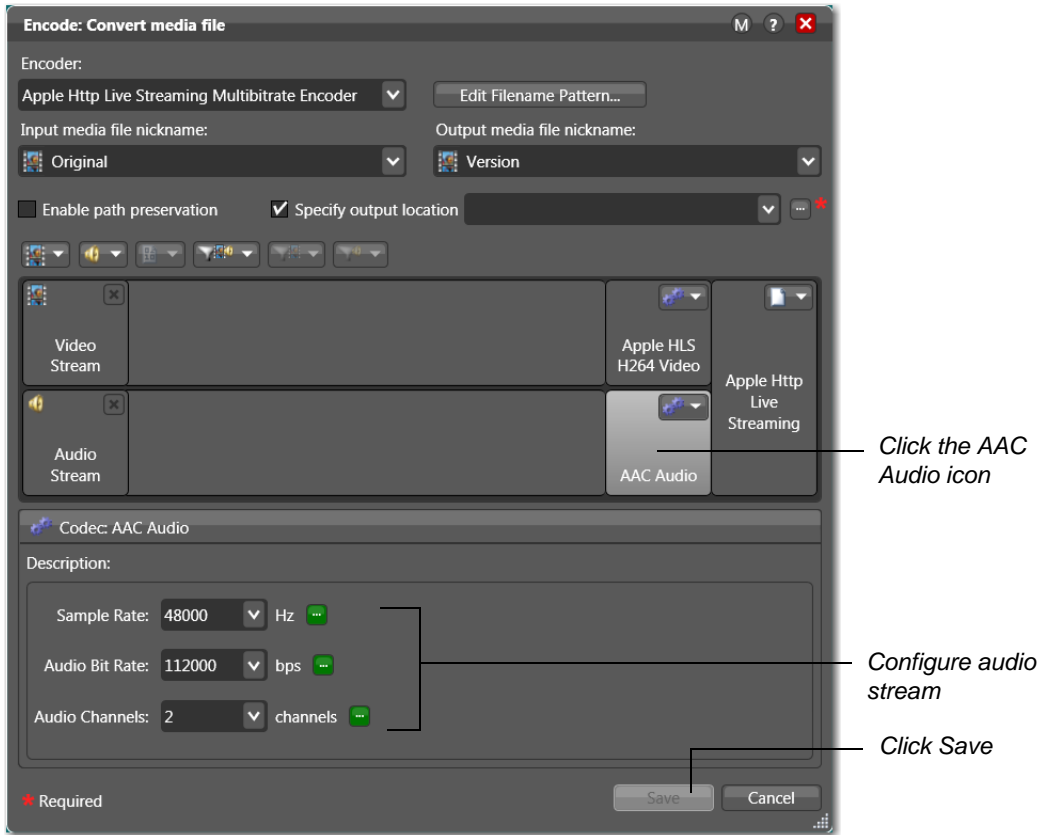 Encode: Convert media file
M ?
Encoder:
Apple Http Live Streaming Multibitrate Encoder
Edit Filename Pattern...
Input media file nickname:
Output media file nickname:
Original
Version
Enable path preservation
Specify output location
... *
Video
Stream
Apple HLS
H264 Video
Apple Http
Live
Streaming
Audio
Stream
AAC Audio
Click the AAC
Audio icon
Codec: AAC Audio
Description:
Sample Rate: 48000 Hz ...
Audio Bit Rate: 112000 bps ...
Audio Channels: 2 channels ...
Configure audio
stream
Click Save
* Required
Save
Cancel